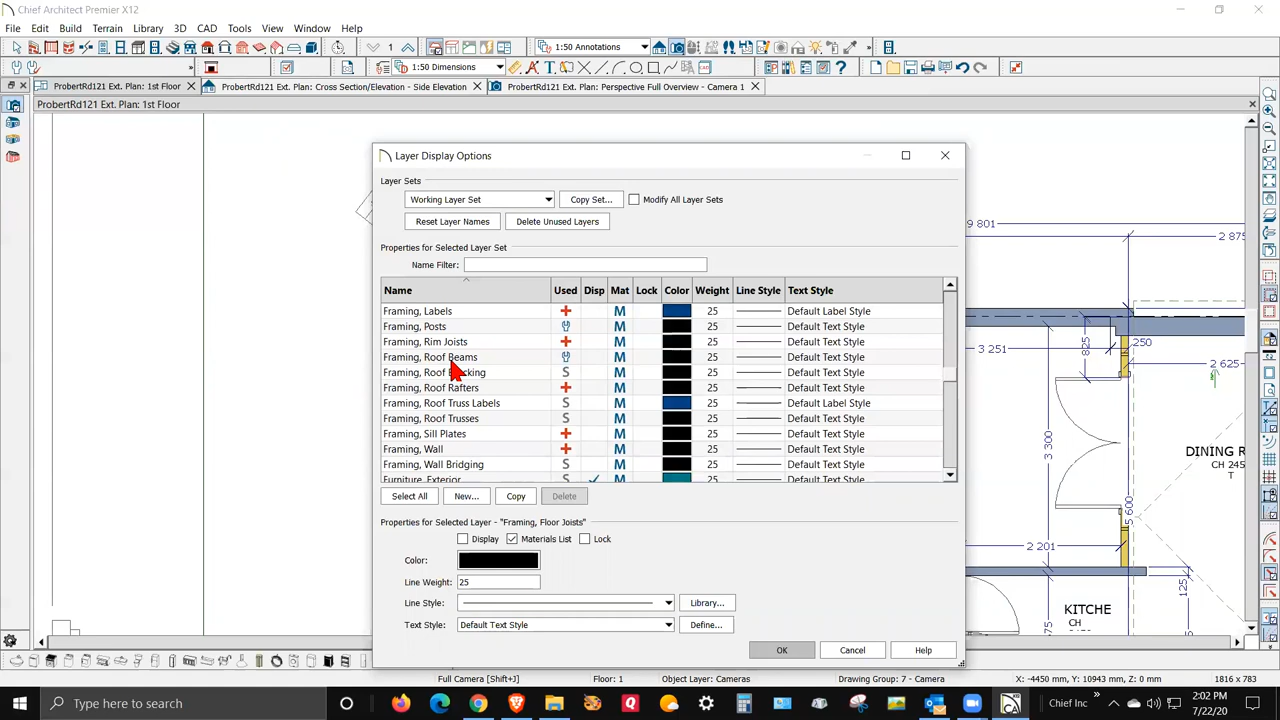 Chief Architect Premier X12
File Edit Build Terrain Library 3D CAD Tools View Window Help
1:50 Annotations
1:50 Dimensions
ProbertRd121 Ext. Plan: 1st Floor
ProbertRd121 Ext. Plan: Cross Section/Elevation - Side Elevation
ProbertRd121 Ext. Plan: Perspective Full Overview - Camera 1
ProbertRd121 Ext. Plan: 1st Floor
Layer Display Options
Layer Sets
Working Layer Set Copy Set... Modify All Layer Sets
Reset Layer Names Delete Unused Layers
Properties for Selected Layer Set
Name Filter:
Name Used Disp Mat Lock Color Weight Line Style Text Style
Framing, Labels M 25 Default Label Style
Framing, Posts M 25 Default Text Style
Framing, Rim Joists M 25 Default Text Style
Framing, Roof Beams M 25 Default Text Style
Framing, Roof S M 25 Default Text Style
Framing, Roof Rafters M 25 Default Text Style
Framing, Roof Truss Labels S M 25 Default Label Style
Framing, Roof Trusses S M 25 Default Text Style
Framing, Sill Plates M 25 Default Text Style
Framing, Wall M 25 Default Text Style
Framing, Wall Bridging S M 25 Default Text Style
Furniture, Exterior S M 25 Default Text Style
Select All New... Copy Delete
Properties for Selected Layer - "Framing, Floor Joists"
Display Materials List Lock
Color:
Line Weight: 25
Line Style: Library...
Text Style: Default Text Style Define...
OK Cancel Help
9 801
2 875
3 251
825
250
2 625
3 300
DINING R
CH 245
5 600
2 201
125
KITCHE
CH
Full Camera [Shift+J] Floor: 1 Object Layer: Cameras Drawing Group: 7 - Camera X: -4450 mm, Y: 10943 mm, Z: 0 mm 1816 x 783
Type here to search
Chief Inc
2:02 PM
7/22/20